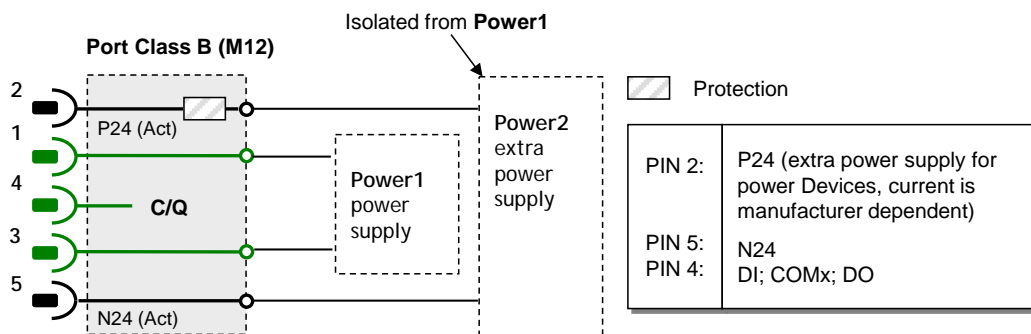 Isolated from Power1
Port Class B (M12)
2
P24 (Act)
1
4
C/Q
3
5
N24 (Act)
Power1
power
supply
Power2
extra
power
supply
Protection
PIN 2:
P24 (extra power supply for
power Devices, current is
manufacturer dependent)
PIN 5:
N24
PIN 4:
DI; COMx; DO